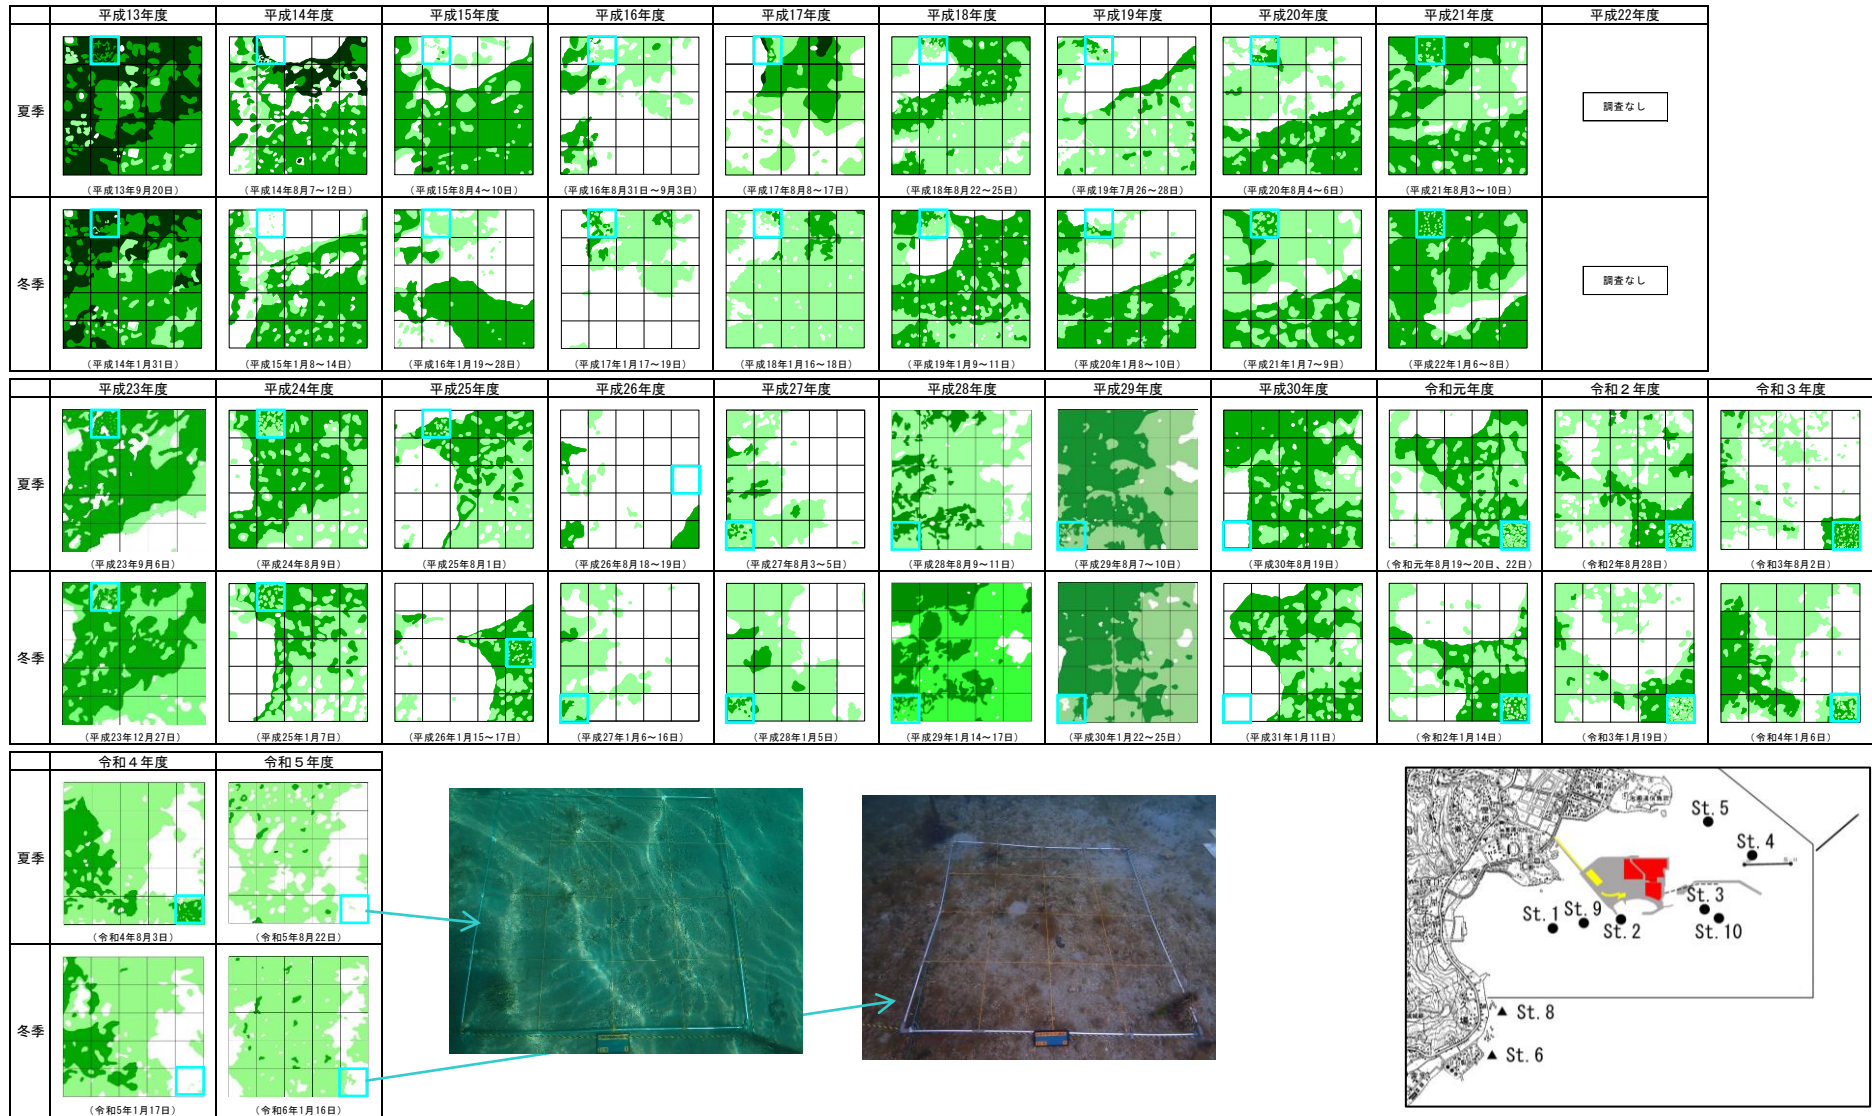 平成13年度 平成14年度 平成15年度 平成16年度 平成17年度 平成18年度 平成19年度 平成20年度 平成21年度 平成22年度
夏季
調査なし
(平成13年9月20日) (平成14年8月7～12日) (平成15年8月4～10日) (平成16年8月31日～9月3日) (平成17年8月8～17日) (平成18年8月22～25日) (平成19年7月26～28日) (平成20年8月4～6日) (平成21年8月3～10日)
冬季
調査なし
(平成14年1月31日) (平成15年1月8～14日) (平成16年1月19～28日) (平成17年1月17～19日) (平成18年1月16～18日) (平成19年1月9～11日) (平成20年1月8～10日) (平成21年1月7～9日) (平成22年1月6～8日)
平成23年度 平成24年度 平成25年度 平成26年度 平成27年度 平成28年度 平成29年度 平成30年度 令和元年度 令和２年度 令和３年度
夏季
(平成23年9月6日) (平成24年8月9日) (平成25年8月1日) (平成26年8月18～19日) (平成27年8月3～5日) (平成28年8月9～11日) (平成29年8月7～10日) (平成30年8月19日) (令和元年8月19～20日、22日) (令和2年8月28日) (令和3年8月2日)
冬季
(平成23年12月27日) (平成25年1月7日) (平成26年1月15～17日) (平成27年1月6～16日) (平成28年1月5日) (平成29年1月14～17日) (平成30年1月22～25日) (平成31年1月11日) (令和2年1月14日) (令和3年1月19日) (令和4年1月6日)
令和４年度 令和５年度
夏季
(令和4年8月3日) (令和5年8月22日)
冬季
(令和5年1月17日) (令和6年1月16日)
St. 5
St. 4
St. 3
St. 1 St. 9
St. 2 St. 10
St. 8
St. 6